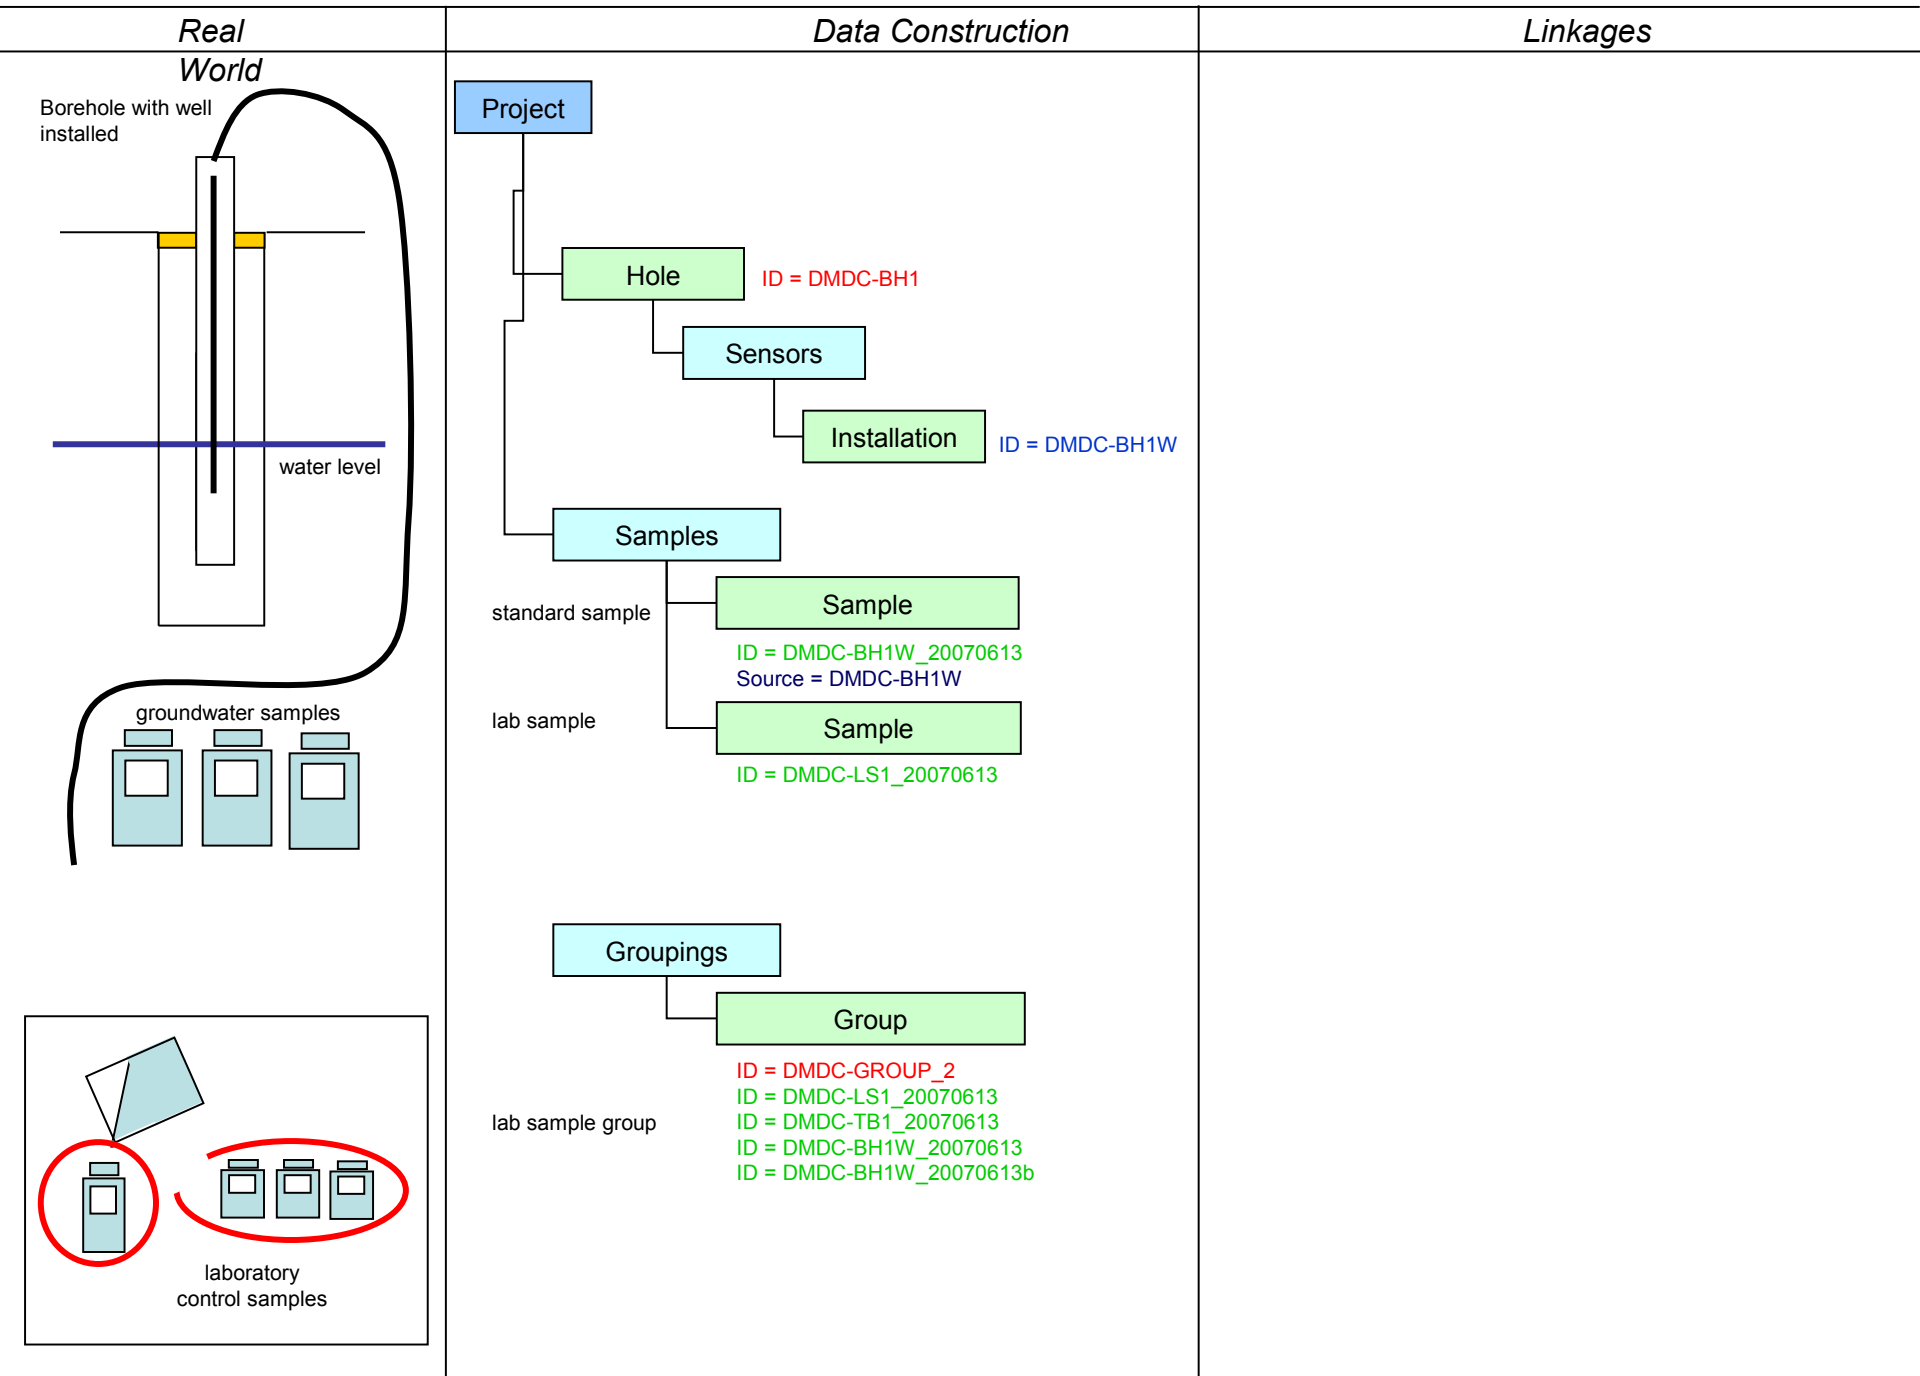 Real
World
Data Construction
Linkages
Borehole with well
installed
water level
groundwater samples
laboratory
control samples
Project
Hole
ID = DMDC-BH1
Sensors
Installation
ID = DMDC-BH1W
Samples
standard sample
Sample
ID = DMDC-BH1W_20070613
Source = DMDC-BH1W
lab sample
Sample
ID = DMDC-LS1_20070613
Groupings
Group
lab sample group
ID = DMDC-GROUP_2
ID = DMDC-LS1_20070613
ID = DMDC-TB1_20070613
ID = DMDC-BH1W_20070613
ID = DMDC-BH1W_20070613b